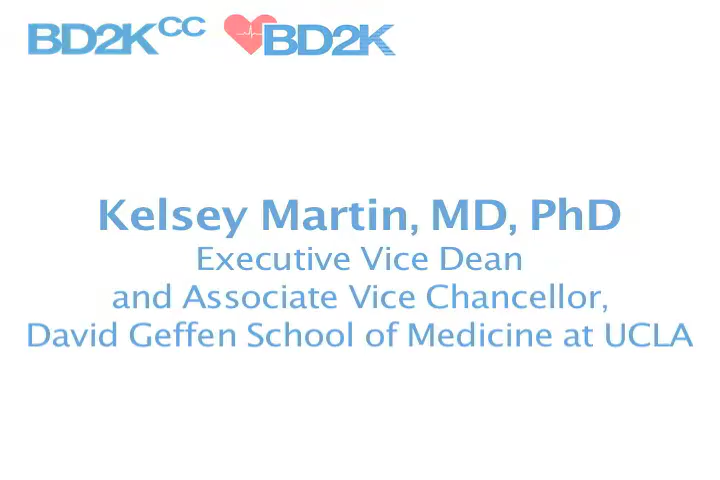 BD2KCC BD2K
Kelsey Martin, MD, PhD
Executive Vice Dean
and Associate Vice Chancellor,
David Geffen School of Medicine at UCLA